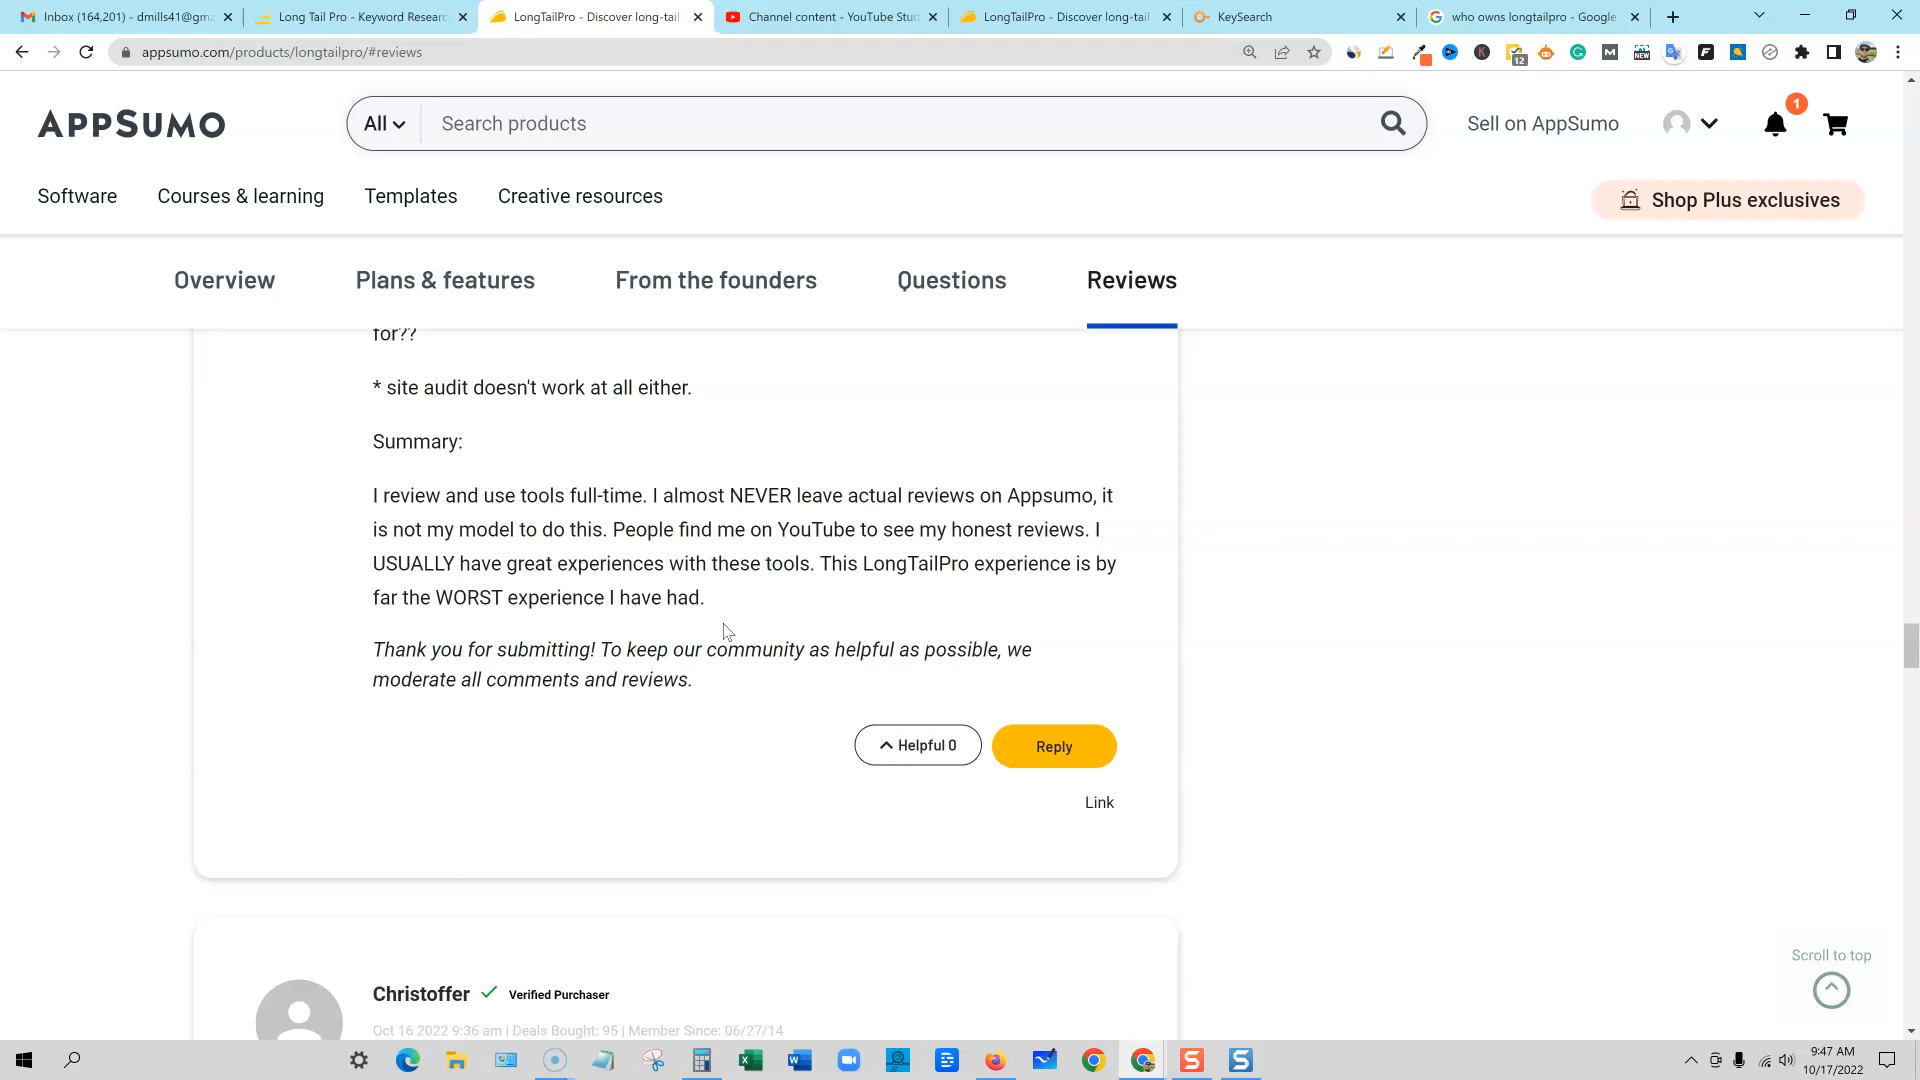 Inbox (164,201) - dmills41@gma
Long Tail Pro - Keyword Researc
LongTailPro - Discover long-tail
Channel content - YouTube Stud
LongTailPro - Discover long-tail
KeySearch
who owns longtailpro - Google
appsumo.com/products/longtailpro/#reviews
12
NEW
APPSUMO
All
Search products
Sell on AppSumo
1
Software
Courses & learning
Templates
Creative resources
Shop Plus exclusives
Overview
Plans & features
From the founders
Questions
Reviews
for??
* site audit doesn't work at all either.
Summary:
I review and use tools full-time. I almost NEVER leave actual reviews on Appsumo, it
is not my model to do this. People find me on YouTube to see my honest reviews. I
USUALLY have great experiences with these tools. This LongTailPro experience is by
far the WORST experience I have had.
Thank you for submitting! To keep our community as helpful as possible, we
moderate all comments and reviews.
Helpful 0
Reply
Link
Scroll to top
Christoffer
Verified Purchaser
Oct 16 2022 9:36 am | Deals Bought: 95 | Member Since: 06/27/14
9:47 AM
10/17/2022